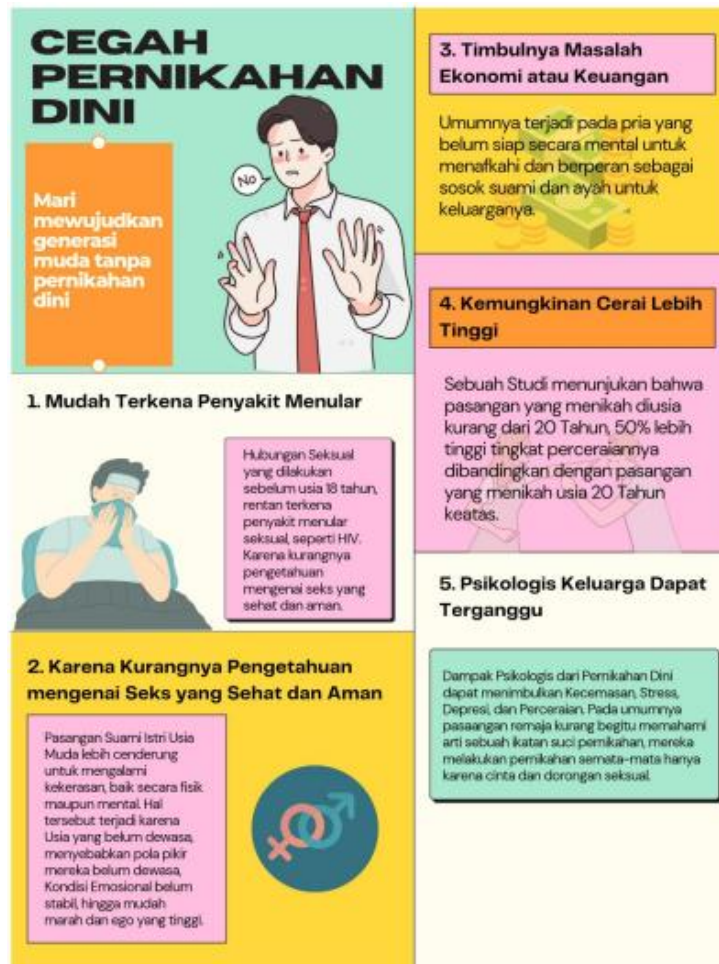 CEGAH
PERNIKAHAN
DINI
Mari
mewujudkan
generasi
muda tanpa
pernikahan
dini
No
1. Mudah Terkena Penyakit Menular
Hubungan Seksual
yang dilakukan
sebelum usia 18 tahun,
rentan terkena
penyakit menular
seksual, seperti HIV.
Karena kurangnya
pengetahuan
mengenai seks yang
sehat dan aman.
2. Karena Kurangnya Pengetahuan
mengenai Seks yang Sehat dan Aman
Pasangan Suami Istri Usia
Muda lebih cenderung
untuk mengalami
kekerasan, baik secara fisik
maupun mental. Hal
tersebut terjadi karena
Usia yang belum dewasa,
menyebabkan pola pikir
mereka belum dewasa,
Kondisi Emosional belum
stabil, hingga mudah
marah dan ego yang tinggi.
3. Timbulnya Masalah
Ekonomi atau Keuangan
Umumnya terjadi pada pria yang
belum siap secara mental untuk
menafkahi dan berperan sebagai
sosok suami dan ayah untuk
keluarganya.
4. Kemungkinan Cerai Lebih
Tinggi
Sebuah Studi menunjukan bahwa
pasangan yang menikah diusia
kurang dari 20 Tahun, 50% lebih
tinggi tingkat perceraiannya
dibandingkan dengan pasangan
yang menikah usia 20 Tahun
keatas.
5. Psikologis Keluarga Dapat
Terganggu
Dampak Psikologis dari Pernikahan Dini
dapat menimbulkan Kecemasan, Stress,
Depresi, dan Perceraian. Pada umumnya
pasaangan remaja kurang begitu memahami
arti sebuah ikatan suci pernikahan, mereka
melakukan pernikahan semata-mata hanya
karena cinta dan dorongan seksual.